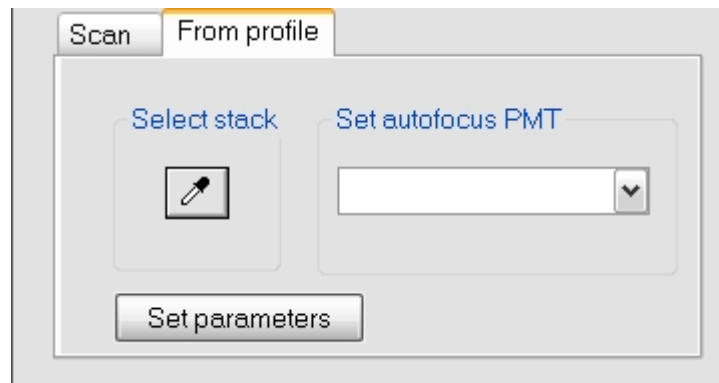 Scan From profile
Select stack Set autofocus PMT
Set parameters